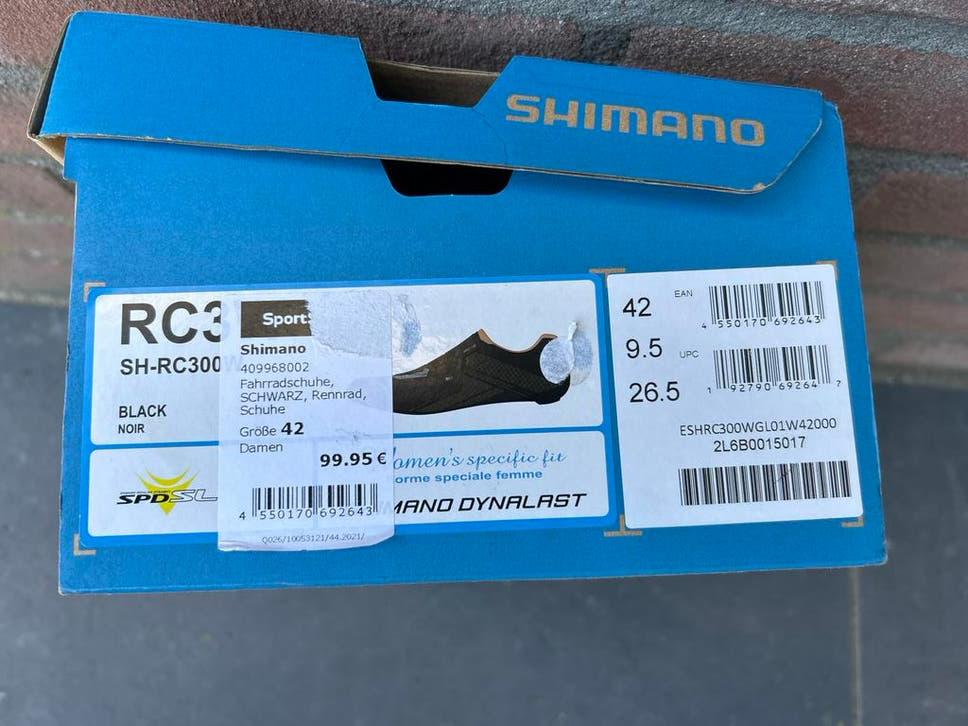 SHIMANO
RC3
SH-RC300W
BLACK
NOIR
SPD-SL
Sport
Shimano
409968002
Fahrradschuhe,
SCHWARZ, Rennrad,
Schuhe
Größe 42
Damen
99.95 €
4 550170 692643
Q026/10053121/44.2021/
omen's specific fit
orme speciale femme
MANO DYNALAST
42 EAN
4 550170 692643
9.5 UPC
1 92790 69264 7
26.5
ESHRC300WGL01W42000
2L6B0015017